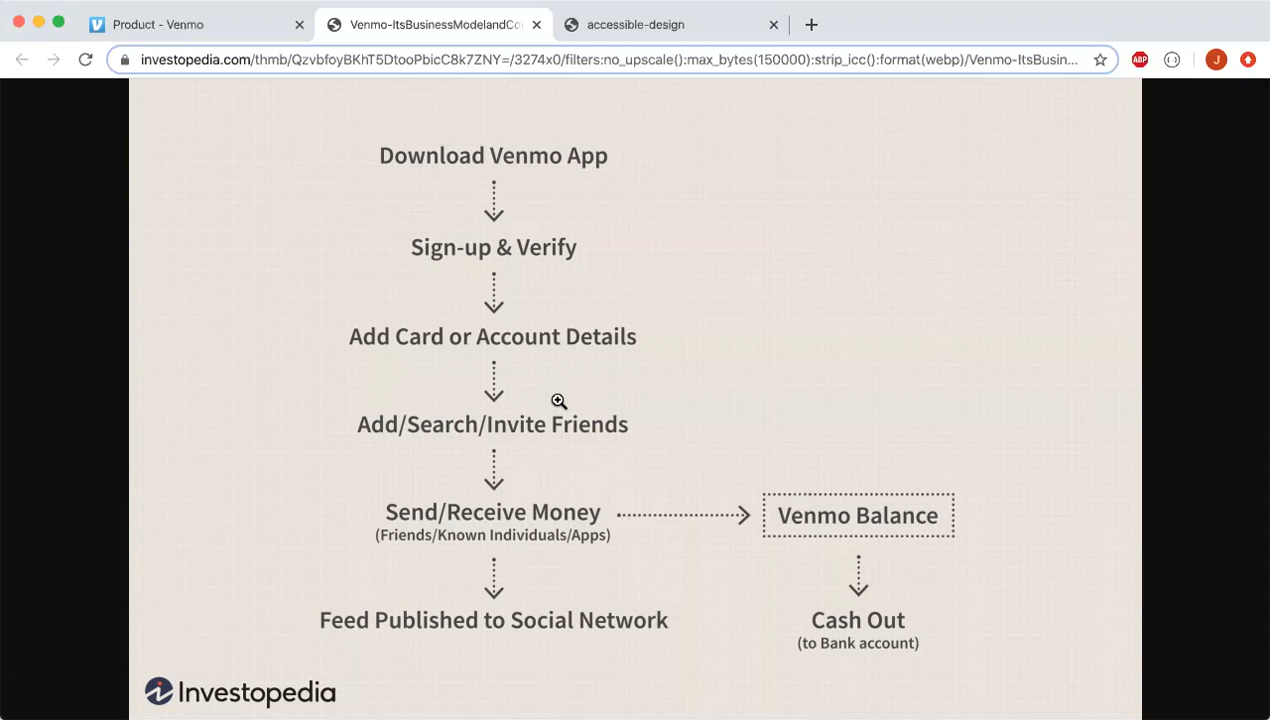 Product - Venmo
Venmo-ItsBusinessModelandCo
accessible-design
investopedia.com/thmb/QzvbfoyBKhT5DtooPbicC8k7ZNY=/3274x0/filters:no_upscale():max_bytes(150000):strip_icc():format(webp)/Venmo-ItsBusin...
ABP
J
Download Venmo App
Sign-up & Verify
Add Card or Account Details
Add/Search/Invite Friends
Send/Receive Money
(Friends/Known Individuals/Apps)
Venmo Balance
Feed Published to Social Network
Cash Out
(to Bank account)
Investopedia